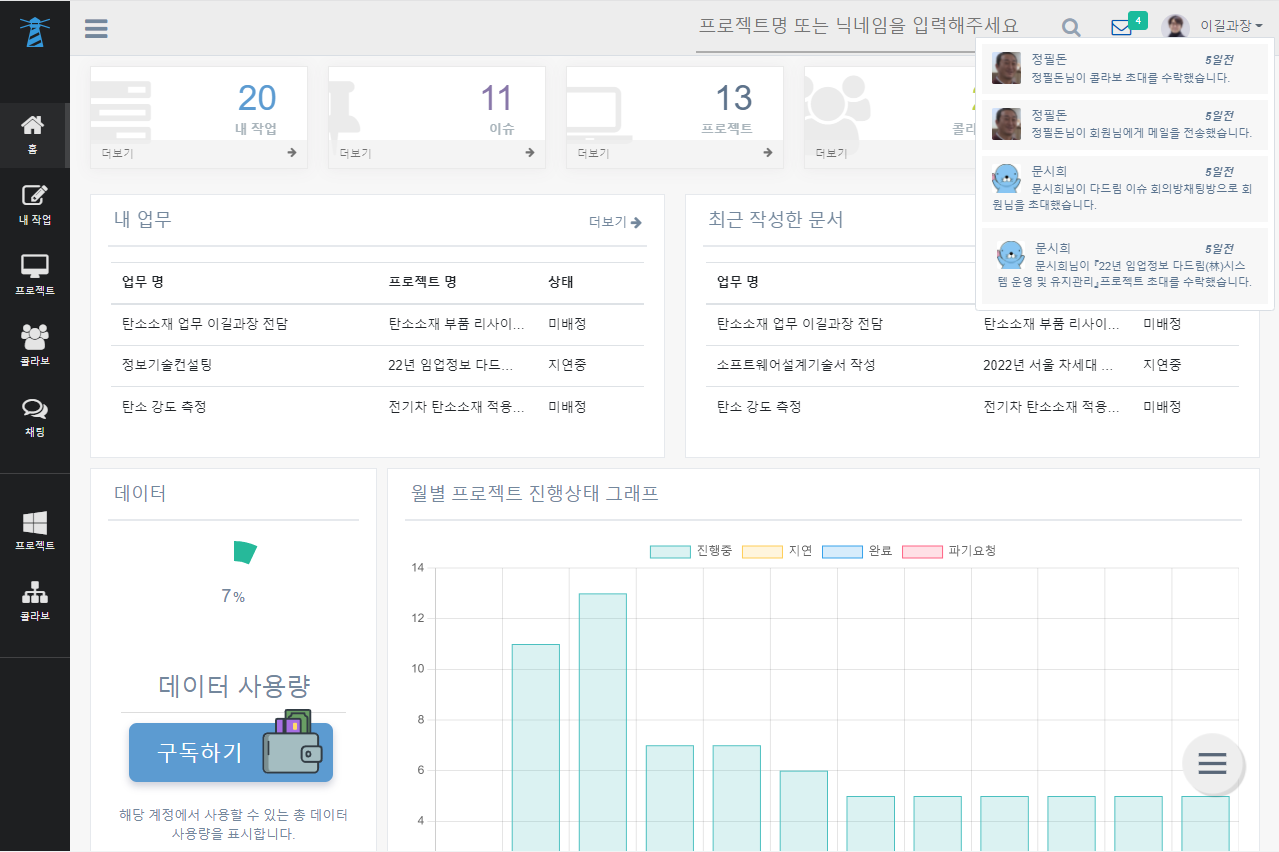 프로젝트명 또는 닉네임을 입력해주세요
4
이길과장
정필돈
5일전
정필돈님이 콜라보 초대를 수락했습니다.
정필돈
5일전
정필돈님이 회원님에게 메일을 전송했습니다.
문시희
5일전
문시희님이 다드림 이슈 회의방채팅방으로 회
원님을 초대했습니다.
문시희
5일전
문시희님이 『22년 임업정보 다드림(林)시스
템 운영 및 유지관리』프로젝트 초대를 수락했습니다.
홈
내 작업
프로젝트
콜라보
채팅
프로젝트
콜라보
20
내 작업
더보기
11
이슈
더보기
13
프로젝트
더보기
더보기
내 업무
더보기
업무 명 프로젝트 명 상태
탄소소재 업무 이길과장 전담 탄소소재 부품 리사이... 미배정
정보기술컨설팅 22년 임업정보 다드... 지연중
탄소 강도 측정 전기차 탄소소재 적용... 미배정
최근 작성한 문서
업무 명
탄소소재 업무 이길과장 전담 탄소소재 부품 리사이... 미배정
소프트웨어설계기술서 작성 2022년 서울 차세대 ... 지연중
탄소 강도 측정 전기차 탄소소재 적용... 미배정
데이터
7%
데이터 사용량
구독하기
해당 계정에서 사용할 수 있는 총 데이터
사용량을 표시합니다.
월별 프로젝트 진행상태 그래프
진행중 지연 완료 파기요청
14
12
10
8
6
4